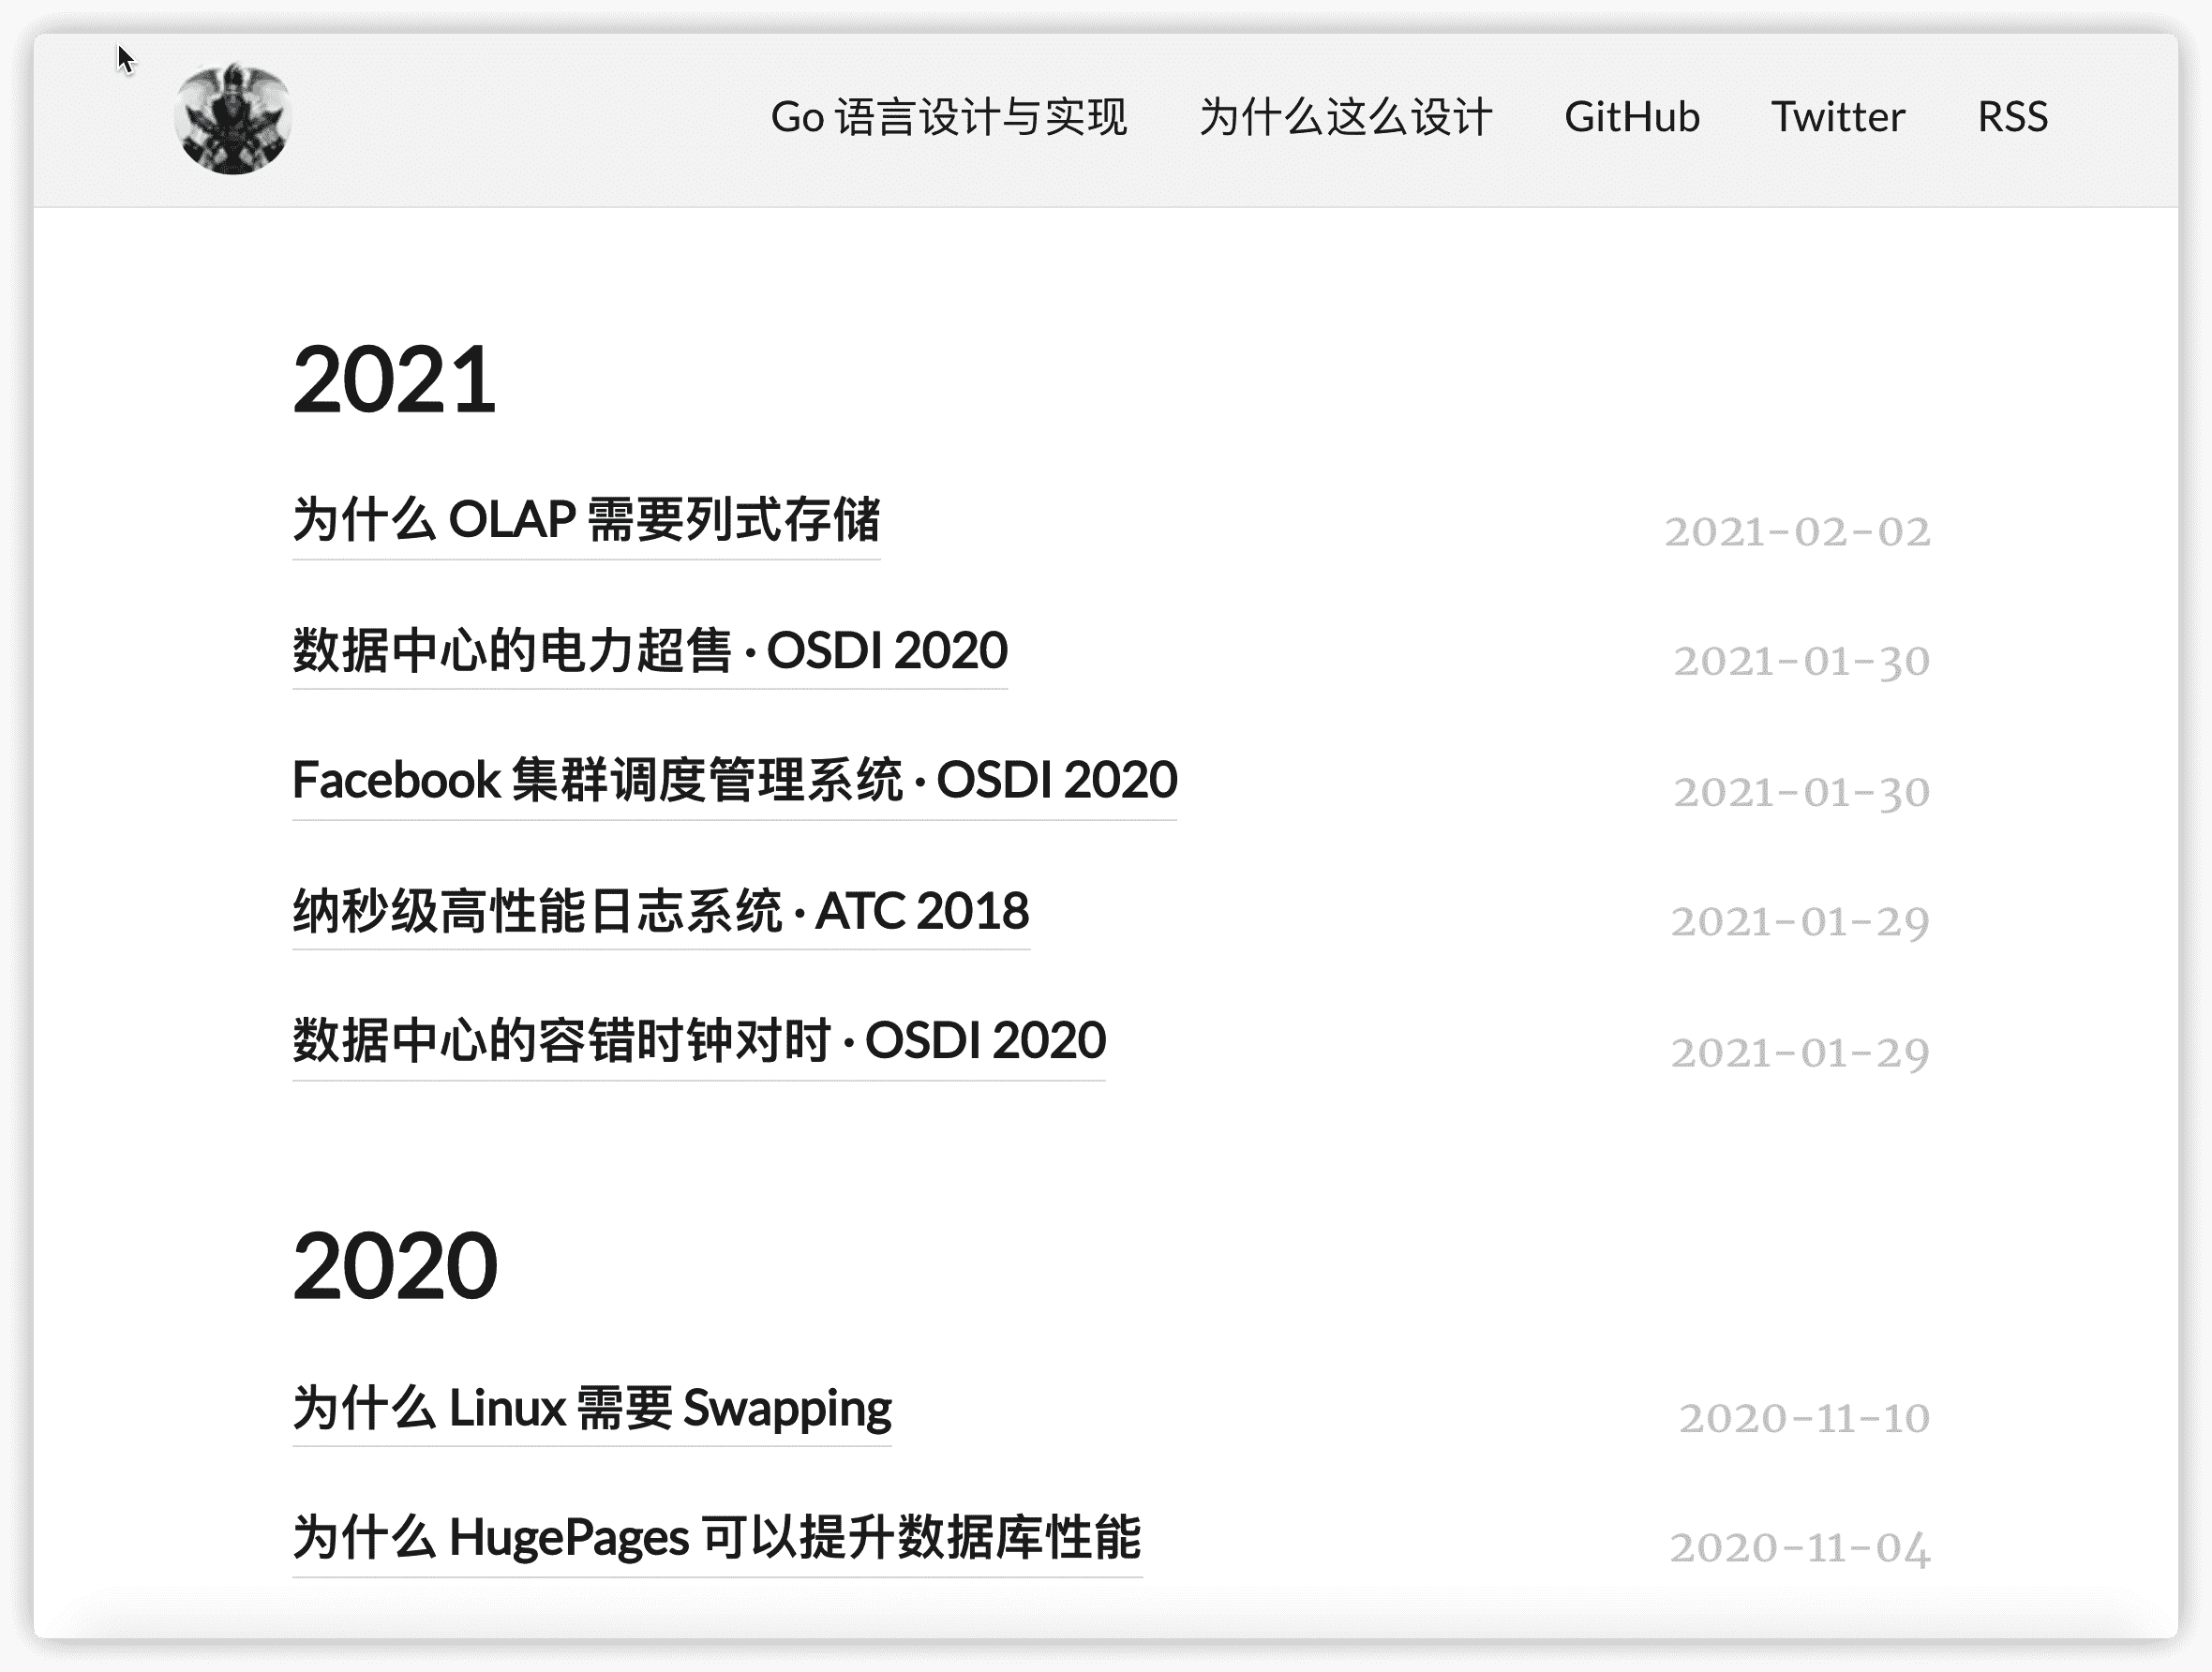 Go 语言设计与实现 为什么这么设计 GitHub Twitter RSS
2021
为什么 OLAP 需要列式存储 2021-02-02
数据中心的电力超售 · OSDI 2020 2021-01-30
Facebook 集群调度管理系统 · OSDI 2020 2021-01-30
纳秒级高性能日志系统 · ATC 2018 2021-01-29
数据中心的容错时钟对时 · OSDI 2020 2021-01-29
2020
为什么 Linux 需要 Swapping 2020-11-10
为什么 HugePages 可以提升数据库性能 2020-11-04